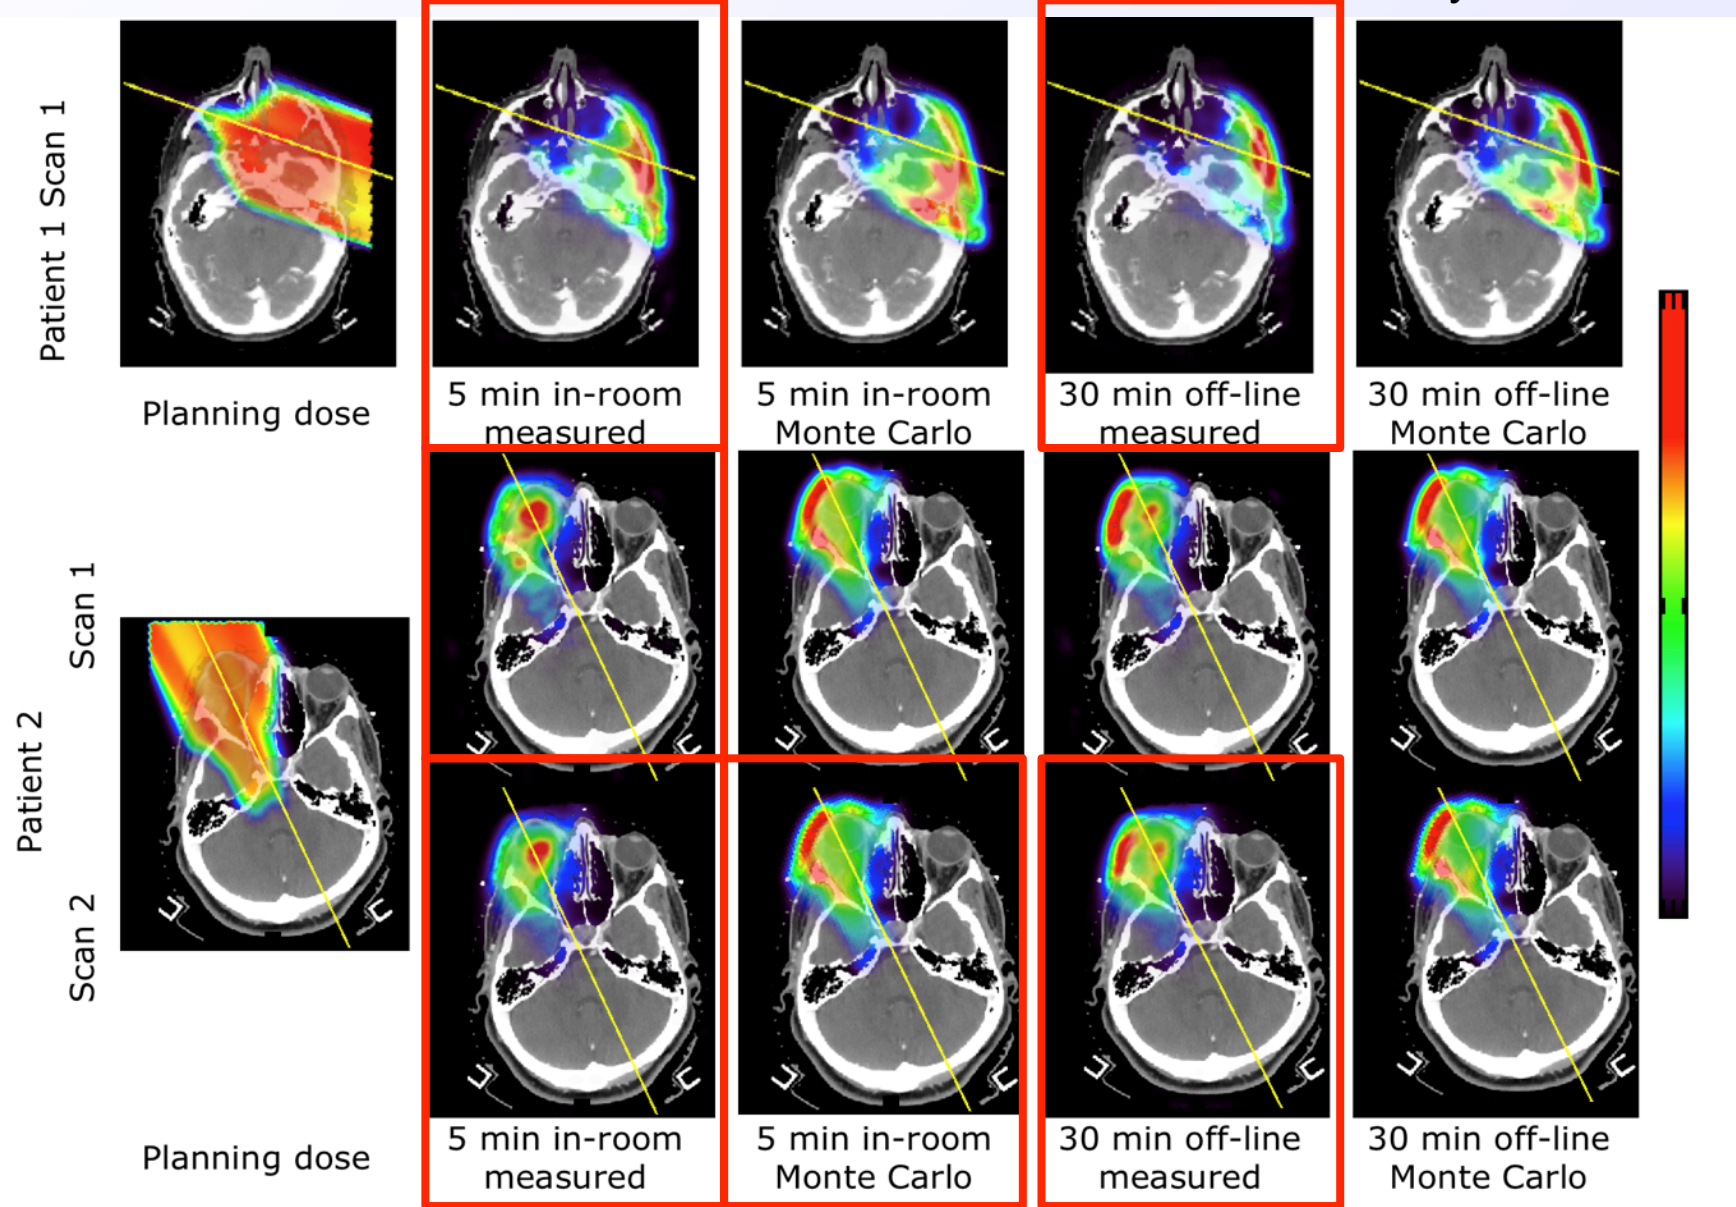 Patient 1 Scan 1
Planning dose
5 min in-room
measured
5 min in-room
Monte Carlo
30 min off-line
measured
30 min off-line
Monte Carlo
Patient 2
Scan 1
Scan 2
Planning dose
5 min in-room
measured
5 min in-room
Monte Carlo
30 min off-line
measured
30 min off-line
Monte Carlo